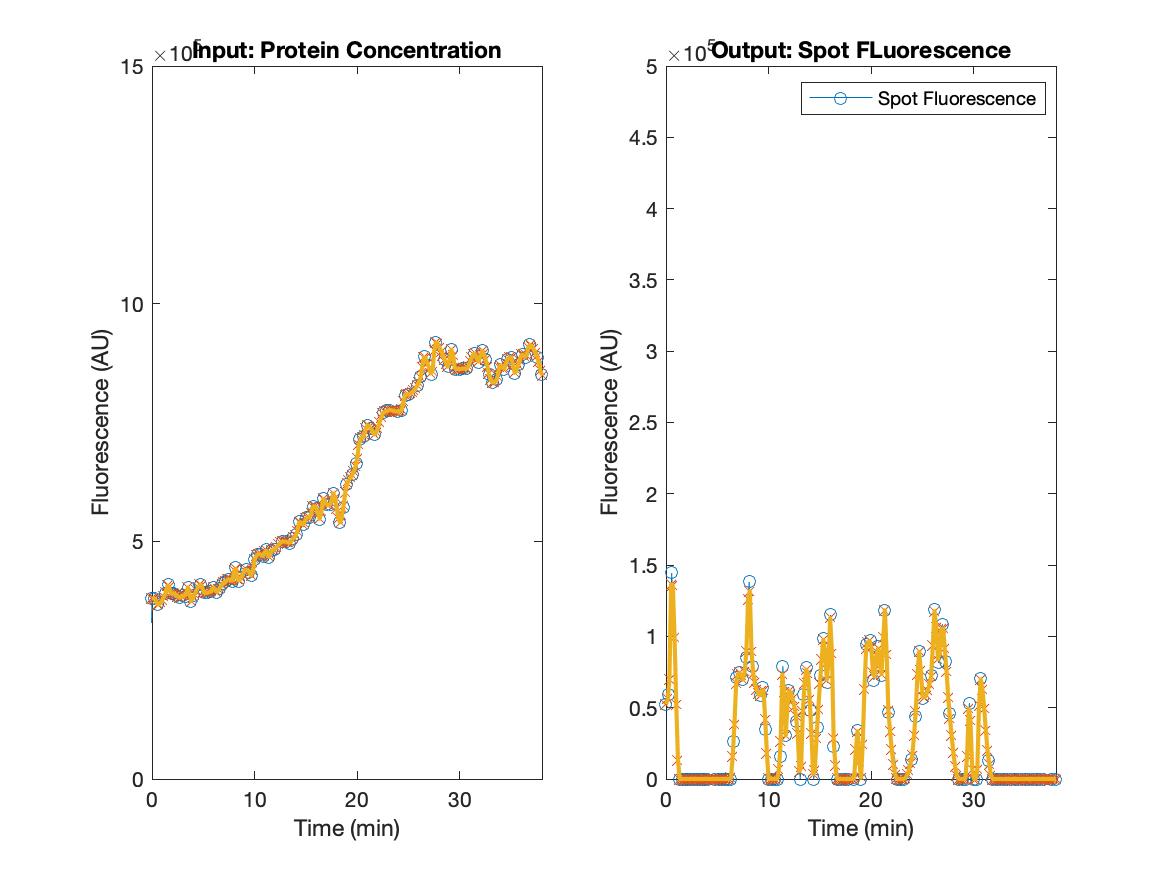 ×10⁵
Input: Protein Concentration
15
10
5
0
0 10 20 30
Time (min)
Fluorescence (AU)
×10⁵
Output: Spot FLuorescence
Spot Fluorescence
5
4.5
4
3.5
3
2.5
2
1.5
1
0.5
0
0 10 20 30
Time (min)
Fluorescence (AU)